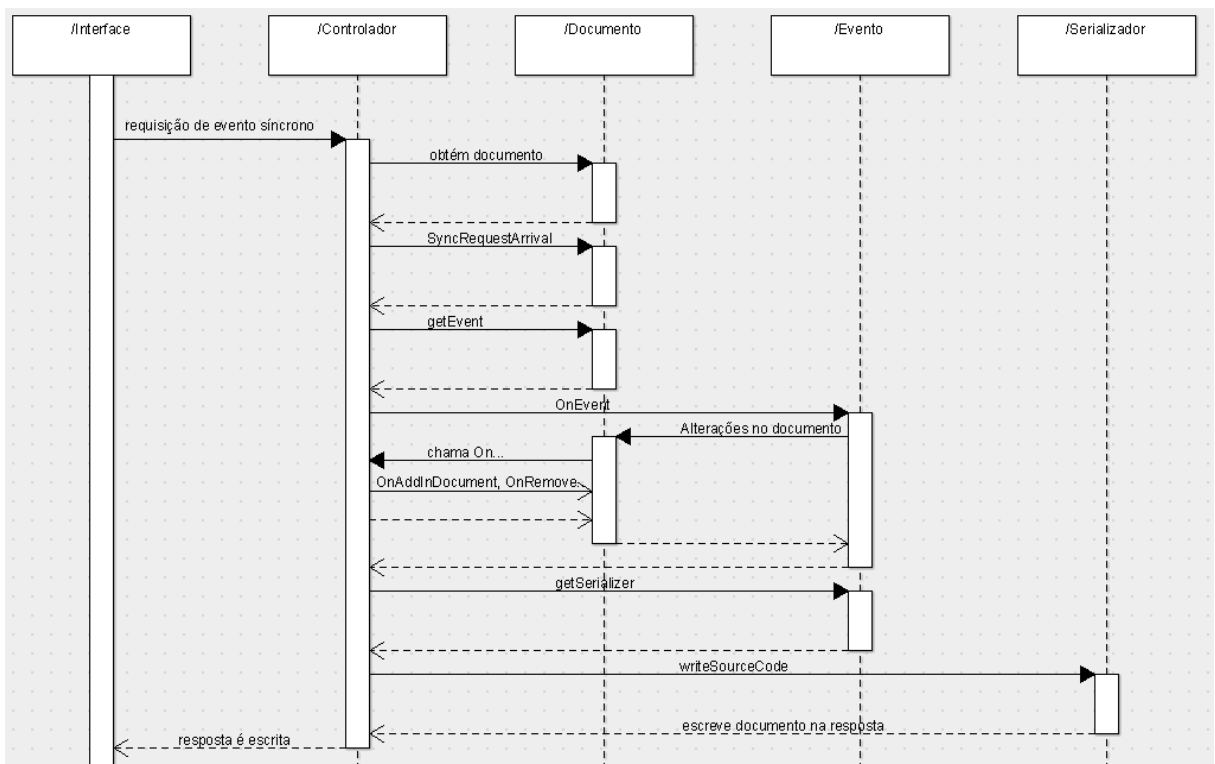 /Interface
/Controlador
/Documento
/Evento
/Serializador
requisição de evento síncrono
obtém documento
SyncRequestArrival
getEvent
OnEvent
Alterações no documento
chama On...
OnAddInDocument, OnRemove...
getSerializer
writeSourceCode
escreve documento na resposta
resposta é escrita